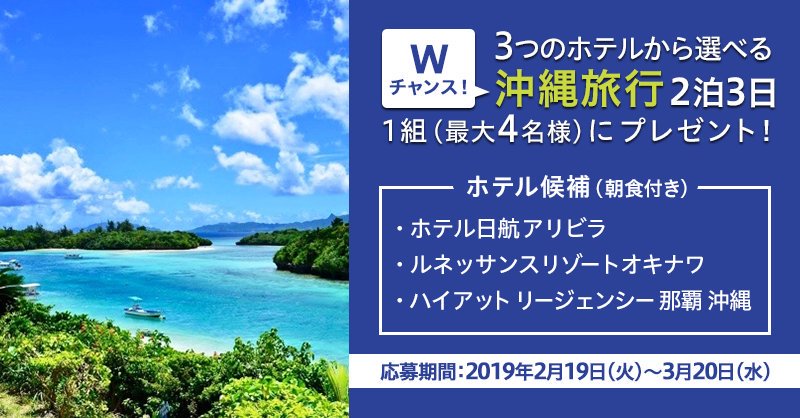 W
チャンス!
3つのホテルから選べる
沖縄旅行 2泊3日
1組（最大4名様）にプレゼント!
ホテル候補（朝食付き）
・ホテル日航アリビラ
・ルネッサンスリゾートオキナワ
・ハイアット リージェンシー 那覇 沖縄
応募期間：2019年2月19日（火）～3月20日（水）